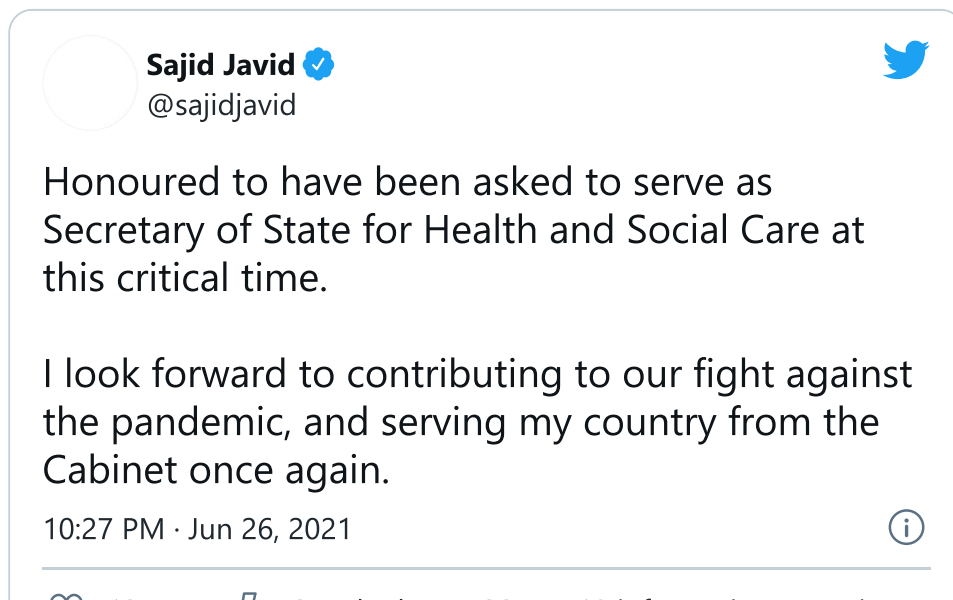 Sajid Javid
@sajidjavid
Honoured to have been asked to serve as
Secretary of State for Health and Social Care at
this critical time.
I look forward to contributing to our fight against
the pandemic, and serving my country from the
Cabinet once again.
10:27 PM · Jun 26, 2021